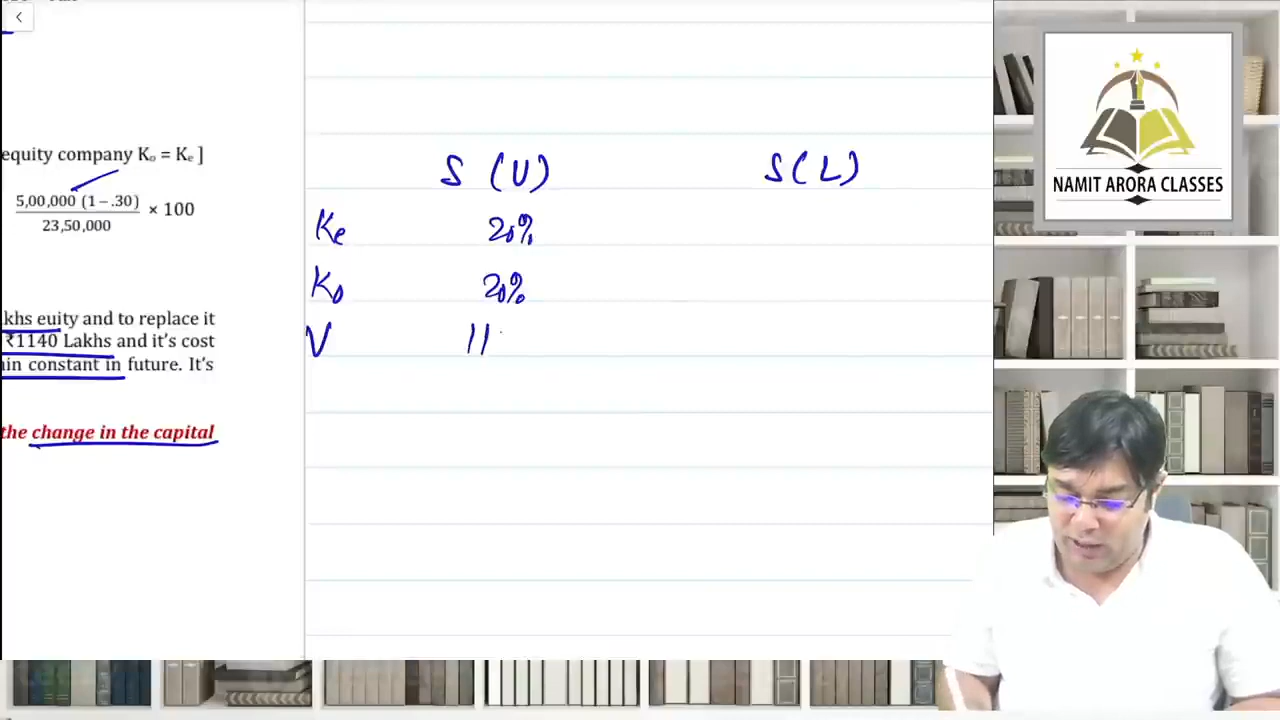 equity company Kₒ = Kₑ ]
5,00,000 (1 – .30)
23,50,000
× 100
khs euity and to replace it
₹1140 Lakhs and it's cost
in constant in future. It's
the change in the capital
S (U) S (L)
Ke 20%
Ko 20%
V 11
NAMIT ARORA CLASSES